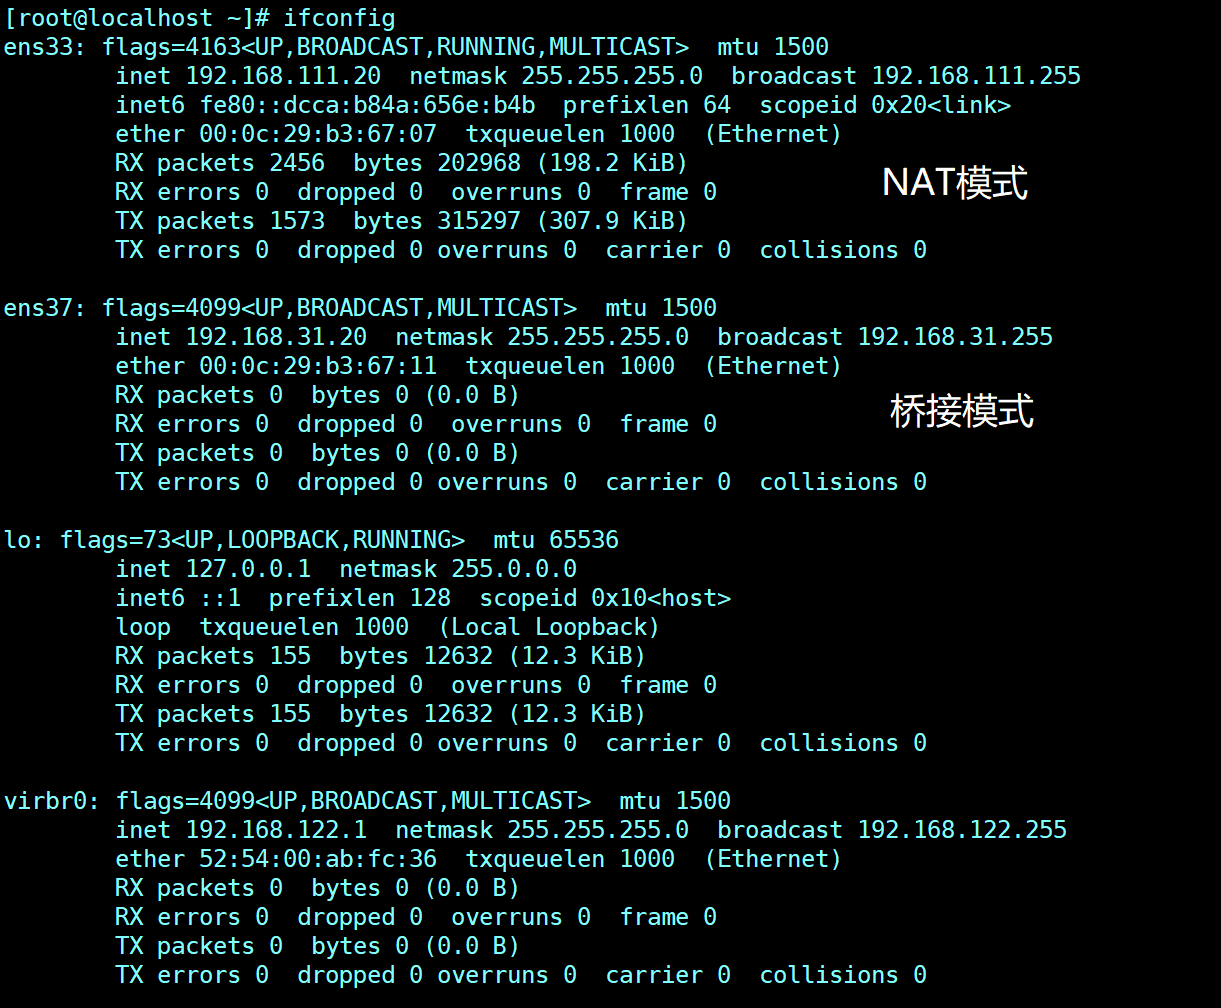 [root@localhost ~]# ifconfig
ens33: flags=4163<UP,BROADCAST,RUNNING,MULTICAST>  mtu 1500
        inet 192.168.111.20  netmask 255.255.255.0  broadcast 192.168.111.255
        inet6 fe80::dcca:b84a:656e:b4b  prefixlen 64  scopeid 0x20<link>
        ether 00:0c:29:b3:67:07  txqueuelen 1000  (Ethernet)
        RX packets 2456  bytes 202968 (198.2 KiB)
        RX errors 0  dropped 0  overruns 0  frame 0
NAT模式
        TX packets 1573  bytes 315297 (307.9 KiB)
        TX errors 0  dropped 0 overruns 0  carrier 0  collisions 0
ens37: flags=4099<UP,BROADCAST,MULTICAST>  mtu 1500
        inet 192.168.31.20  netmask 255.255.255.0  broadcast 192.168.31.255
        ether 00:0c:29:b3:67:11  txqueuelen 1000  (Ethernet)
        RX packets 0  bytes 0 (0.0 B)
桥接模式
        RX errors 0  dropped 0  overruns 0  frame 0
        TX packets 0  bytes 0 (0.0 B)
        TX errors 0  dropped 0 overruns 0  carrier 0  collisions 0
lo: flags=73<UP,LOOPBACK,RUNNING>  mtu 65536
        inet 127.0.0.1  netmask 255.0.0.0
        inet6 ::1  prefixlen 128  scopeid 0x10<host>
        loop  txqueuelen 1000  (Local Loopback)
        RX packets 155  bytes 12632 (12.3 KiB)
        RX errors 0  dropped 0  overruns 0  frame 0
        TX packets 155  bytes 12632 (12.3 KiB)
        TX errors 0  dropped 0 overruns 0  carrier 0  collisions 0
virbr0: flags=4099<UP,BROADCAST,MULTICAST>  mtu 1500
        inet 192.168.122.1  netmask 255.255.255.0  broadcast 192.168.122.255
        ether 52:54:00:ab:fc:36  txqueuelen 1000  (Ethernet)
        RX packets 0  bytes 0 (0.0 B)
        RX errors 0  dropped 0  overruns 0  frame 0
        TX packets 0  bytes 0 (0.0 B)
        TX errors 0  dropped 0 overruns 0  carrier 0  collisions 0